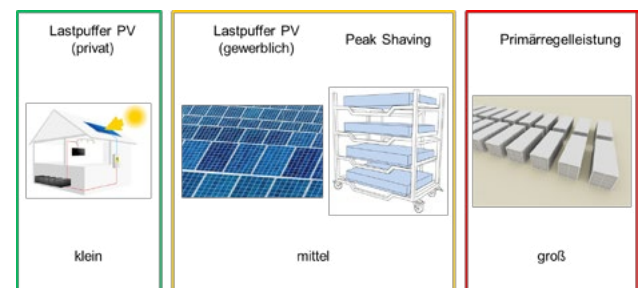 Lastpuffer PV
(privat)
klein
Lastpuffer PV
(gewerblich)
Peak Shaving
mittel
Primärregelleistung
groß